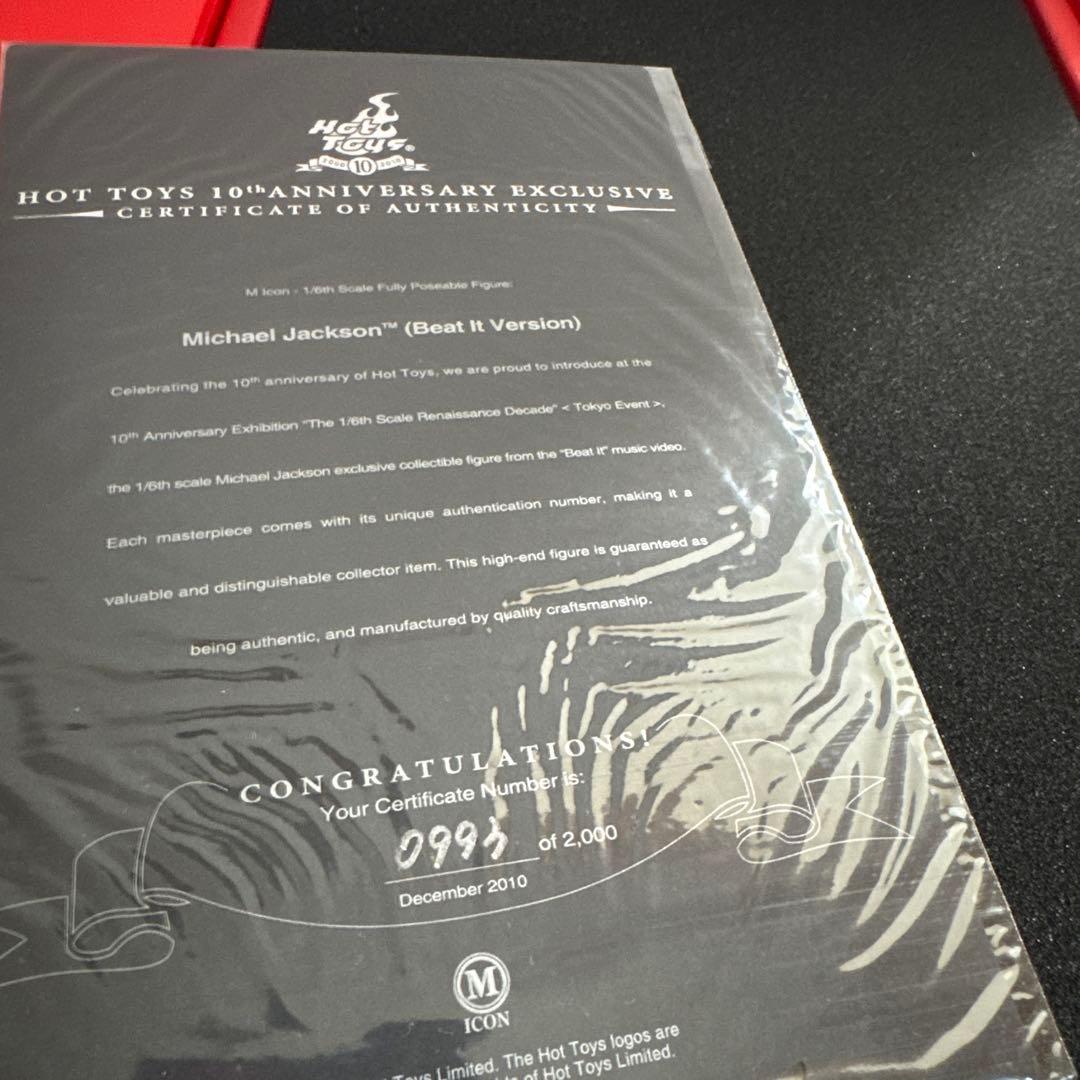 Hot
Toys®
2000 10 2010
HOT TOYS 10th ANNIVERSARY EXCLUSIVE
CERTIFICATE OF AUTHENTICITY
M Icon - 1/6th Scale Fully Poseable Figure:
Michael Jackson™ (Beat It Version)
Celebrating the 10th anniversary of Hot Toys, we are proud to introduce at the
10th Anniversary Exhibition "The 1/6th Scale Renaissance Decade" < Tokyo Event >,
the 1/6th scale Michael Jackson exclusive collectible figure from the "Beat It" music video.
Each masterpiece comes with its unique authentication number, making it a
valuable and distinguishable collector item. This high-end figure is guaranteed as
being authentic, and manufactured by quality craftsmanship.
CONGRATULATIONS!
Your Certificate Number is:
of 2,000
December 2010
M
ICON
Toys Limited. The Hot Toys logos are
of Hot Toys Limited.